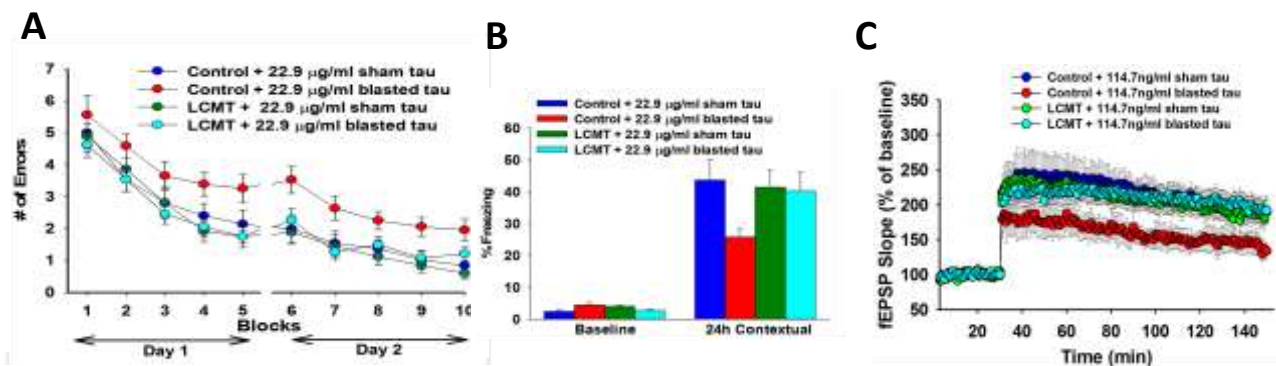 A
7
6
5
4
3
2
1
0
# of Errors
Control + 22.9 µg/ml sham tau
Control + 22.9 µg/ml blasted tau
LCMT + 22.9 µg/ml sham tau
LCMT + 22.9 µg/ml blasted tau
1 2 3 4 5 6 7 8 9 10
Blocks
Day 1 Day 2
B
Control + 22.9 µg/ml sham tau
Control + 22.9 µg/ml blasted tau
LCMT + 22.9 µg/ml sham tau
LCMT + 22.9 µg/ml blasted tau
60
50
40
30
20
10
0
%Freizing
Baseline 24h Contextual
C
Control + 114.7ng/ml sham tau
Control + 114.7ng/ml blasted tau
LCMT + 114.7ng/ml sham tau
LCMT + 114.7ng/ml blasted tau
350
300
250
200
150
100
50
fEPSP Slope (% of baseline)
20 40 60 80 100 120 140
Time (min)